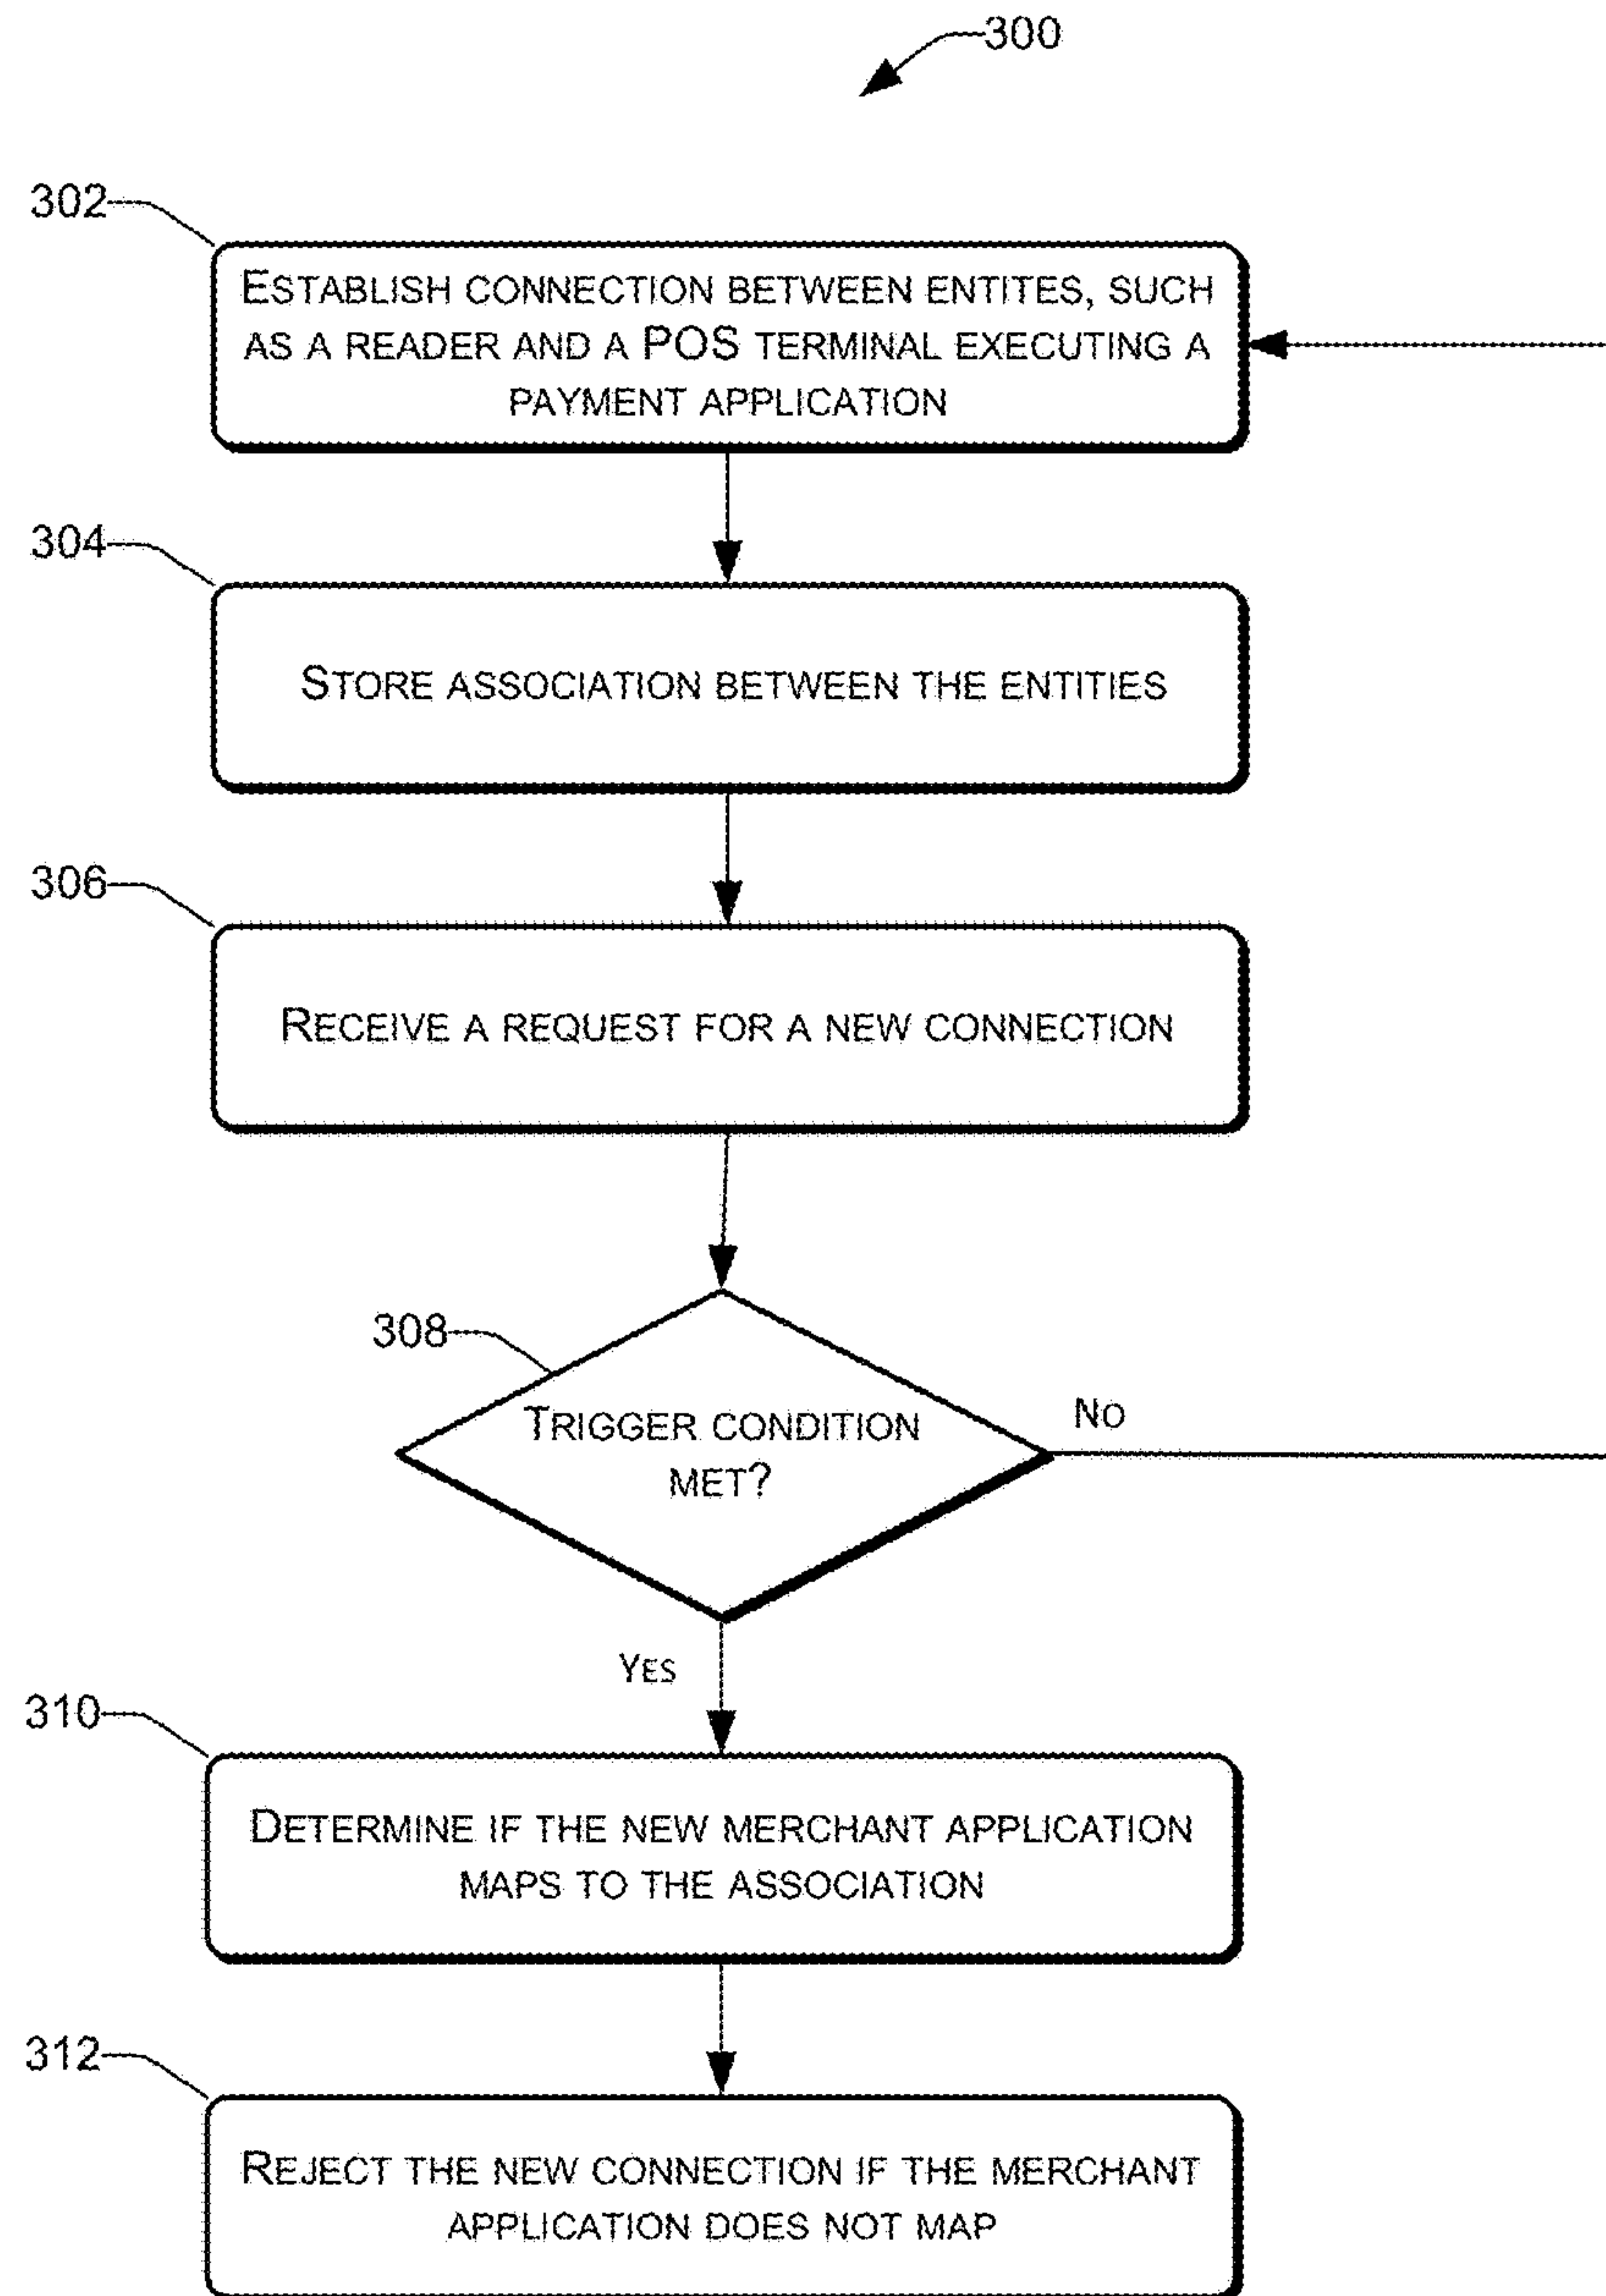 300
302
ESTABLISH CONNECTION BETWEEN ENTITES, SUCH
AS A READER AND A POS TERMINAL EXECUTING A
PAYMENT APPLICATION
304
STORE ASSOCIATION BETWEEN THE ENTITIES
306
RECEIVE A REQUEST FOR A NEW CONNECTION
308
TRIGGER CONDITION
MET?
NO
YES
310
DETERMINE IF THE NEW MERCHANT APPLICATION
MAPS TO THE ASSOCIATION
312
REJECT THE NEW CONNECTION IF THE MERCHANT
APPLICATION DOES NOT MAP